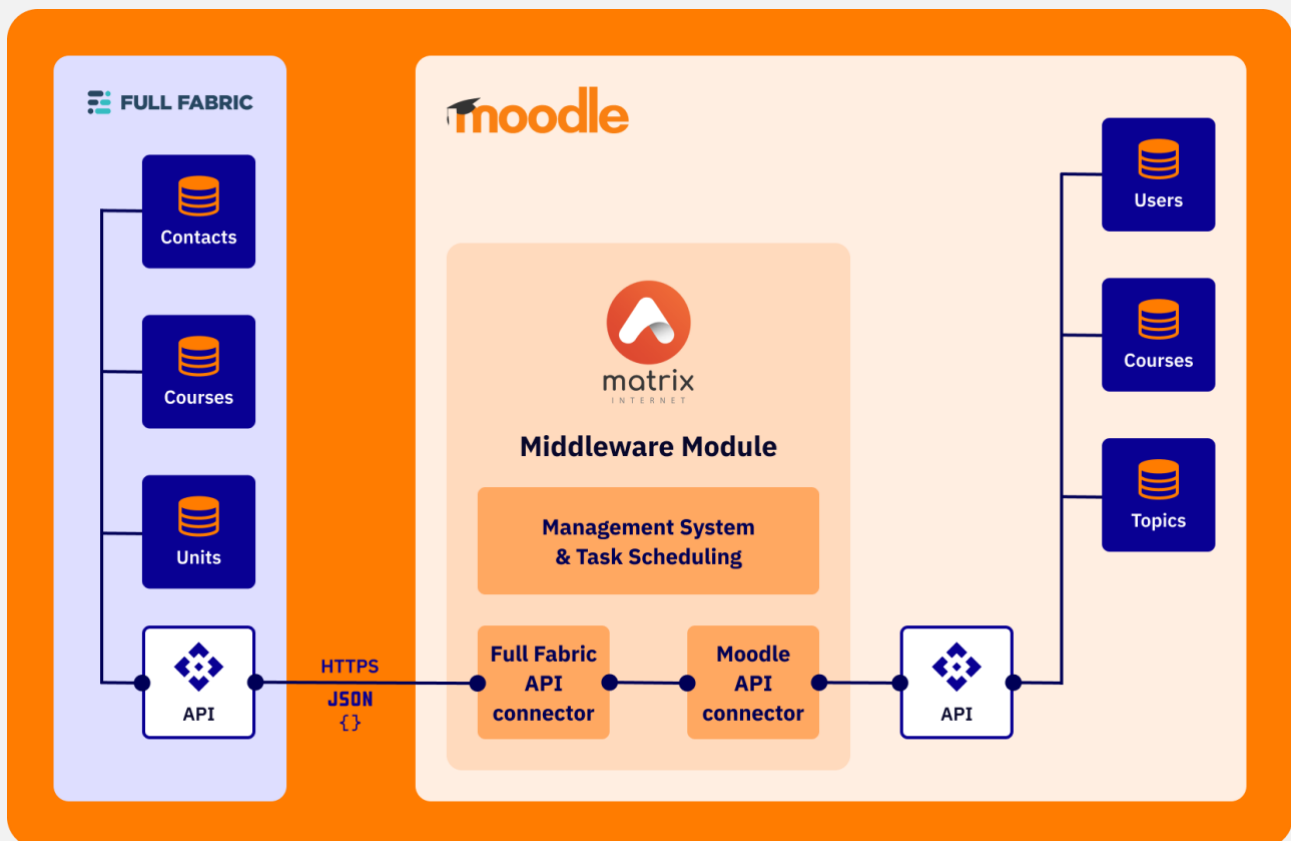 FULL FABRIC
Contacts
Courses
Units
API
HTTPS
JSON
{}
moodle
matrix
INTERNET
Middleware Module
Management System
& Task Scheduling
Full Fabric
API
connector
Moodle
API
connector
API
Users
Courses
Topics